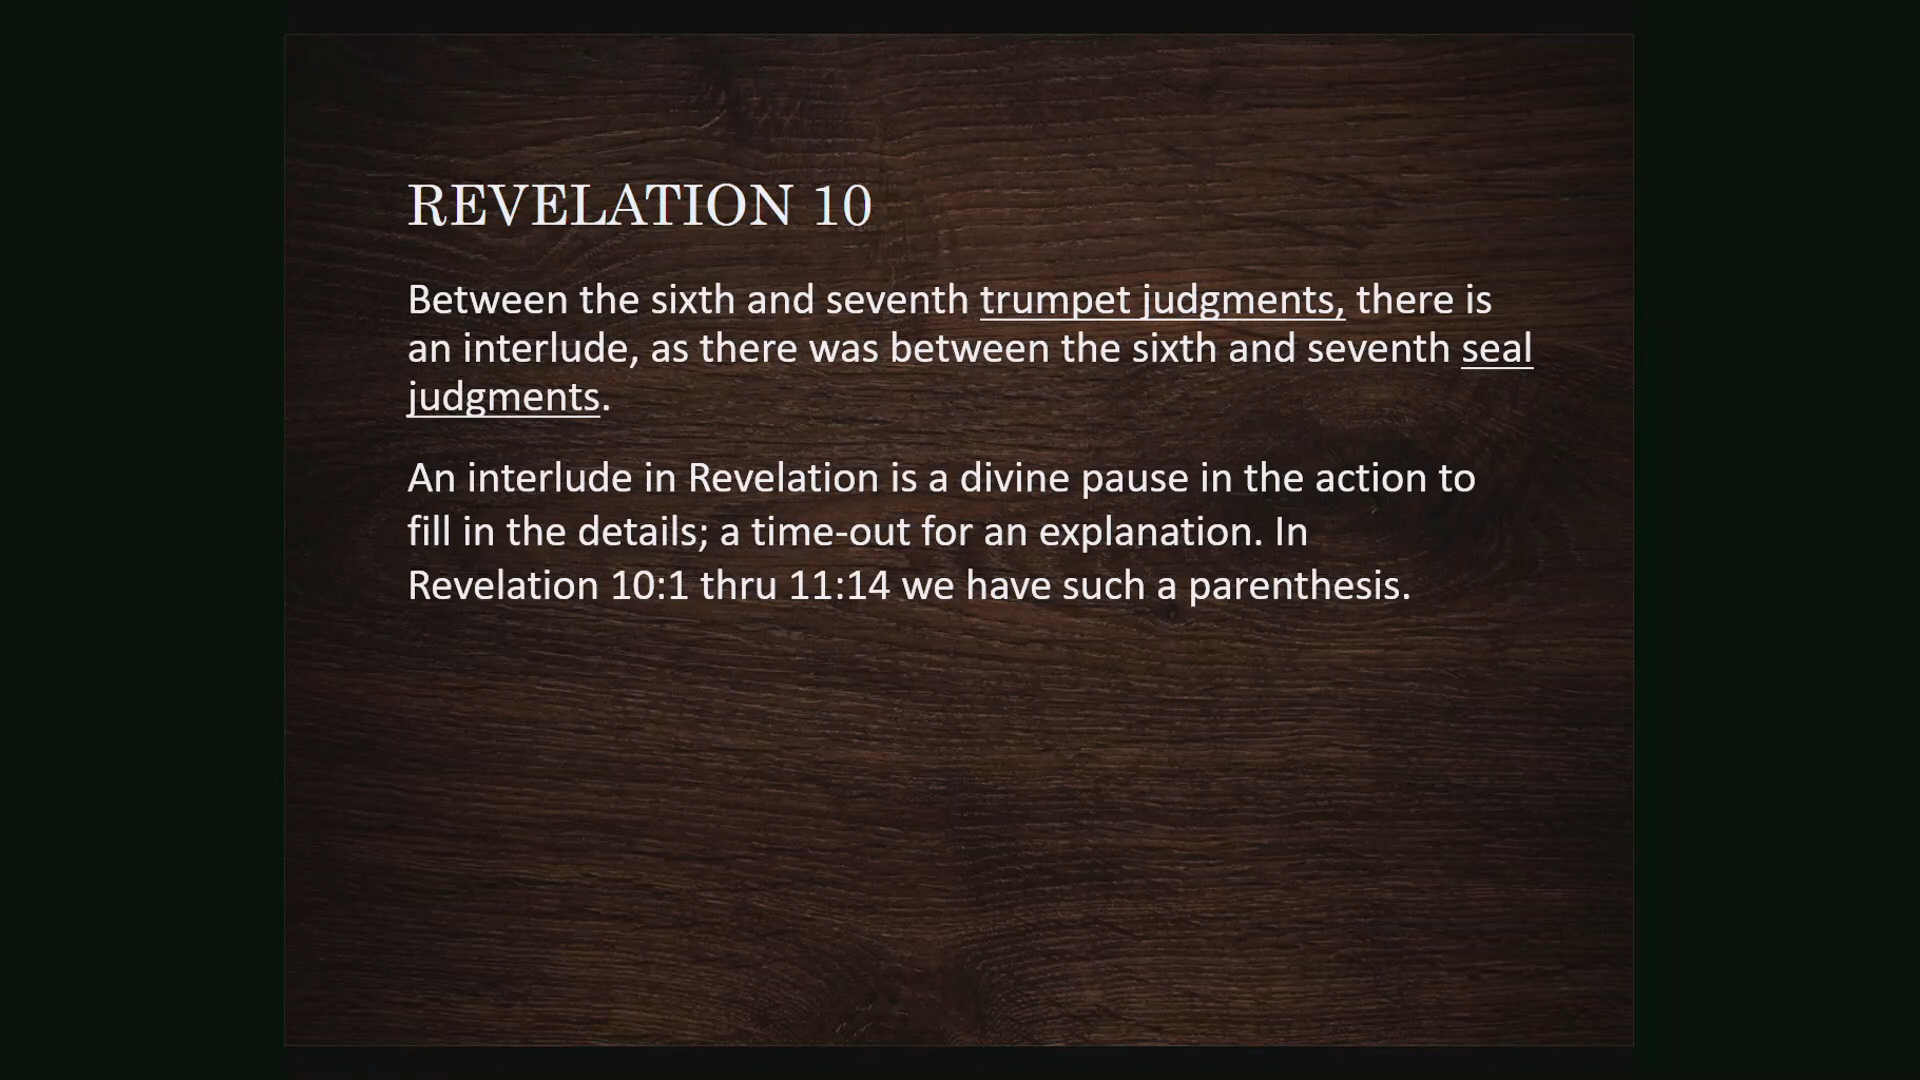 REVELATION 10
Between the sixth and seventh trumpet judgments, there is
an interlude, as there was between the sixth and seventh seal
judgments.
An interlude in Revelation is a divine pause in the action to
fill in the details; a time-out for an explanation. In
Revelation 10:1 thru 11:14 we have such a parenthesis.